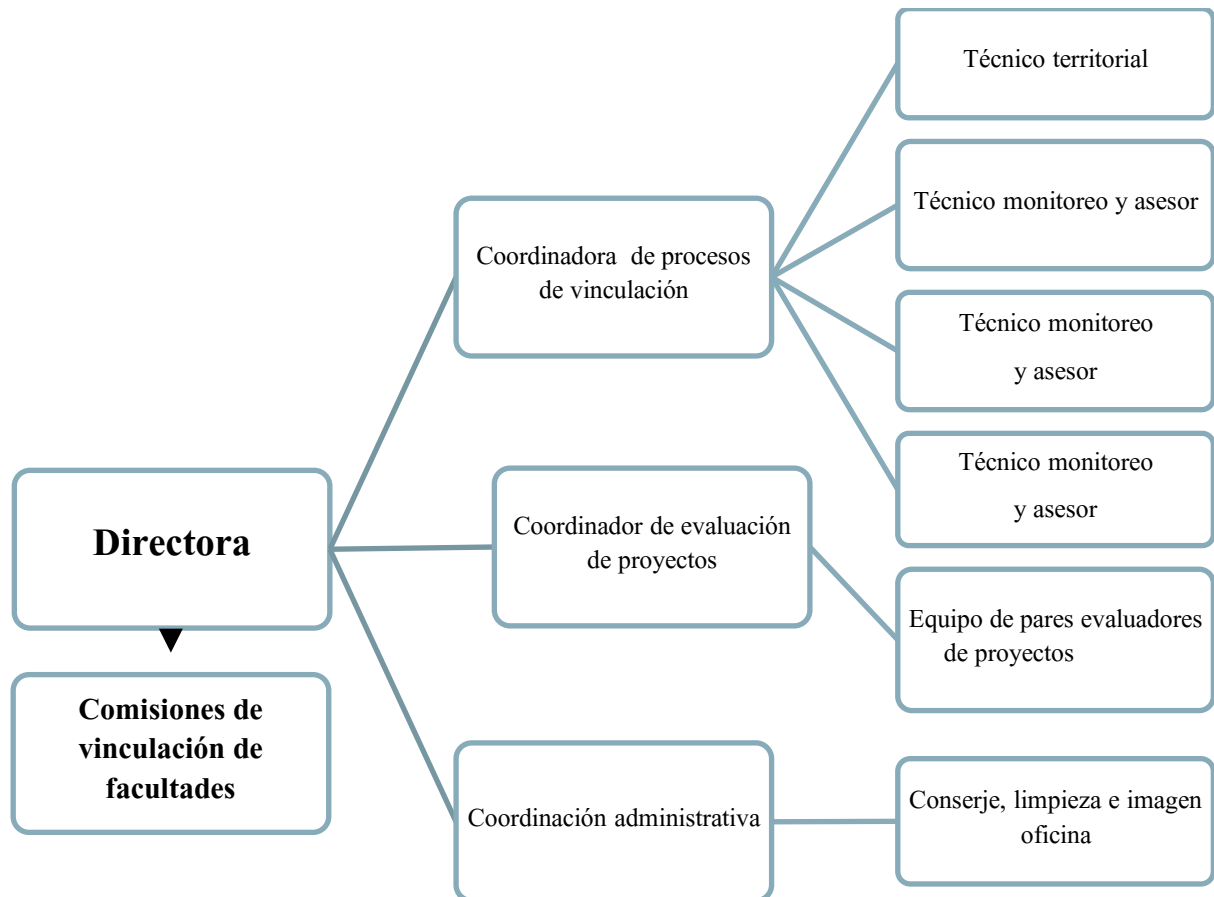 Directora
Comisiones de
vinculación de
facultades
Coordinadora de procesos
de vinculación
Técnico territorial
Técnico monitoreo y asesor
Técnico monitoreo
y asesor
Técnico monitoreo
y asesor
Coordinador de evaluación
de proyectos
Equipo de pares evaluadores
de proyectos
Coordinación administrativa
Conserje, limpieza e imagen
oficina